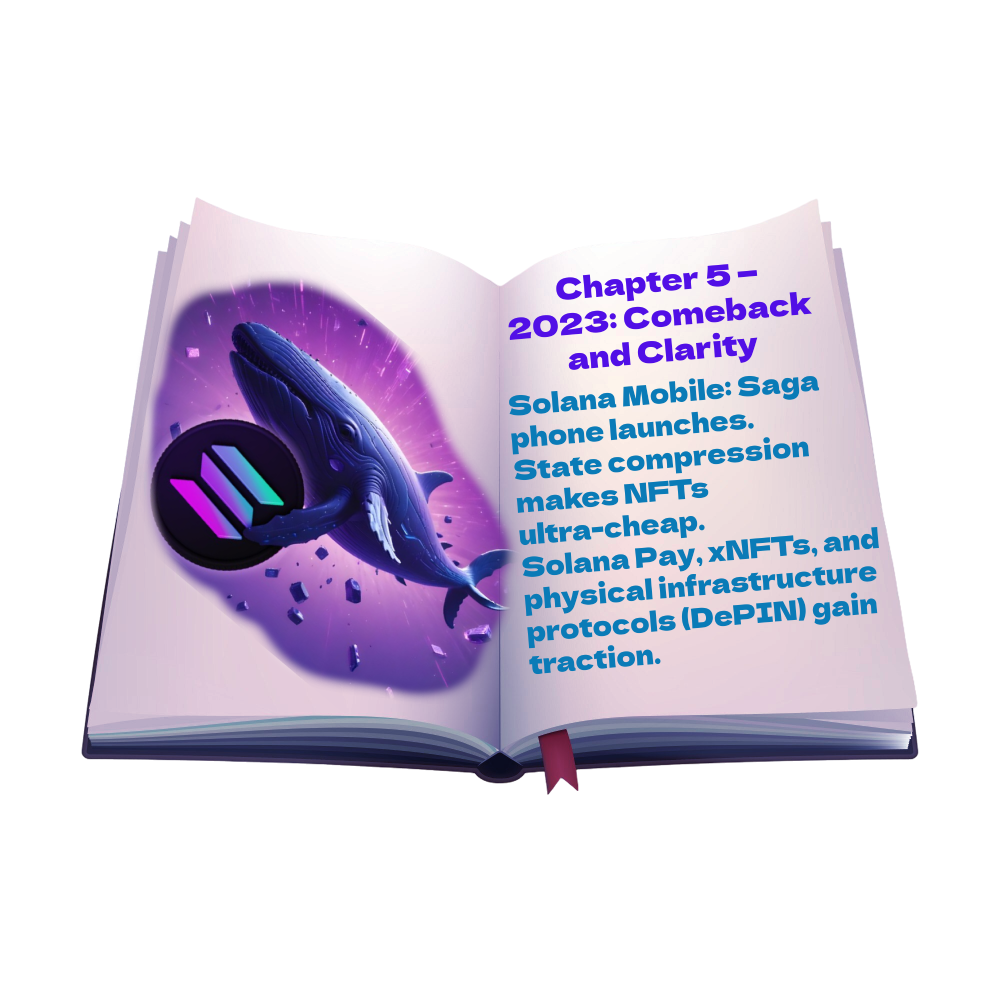 Chapter 5 –
2023: Comeback
and Clarity
Solana Mobile: Saga
phone launches.
State compression
makes NFTs
ultra-cheap.
Solana Pay, xNFTs, and
physical infrastructure
protocols (DePIN) gain
traction.